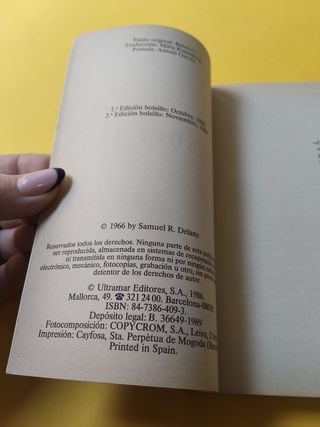 Título original: Babel
Traducción:
Portada: Antoni
1.ª Edición bolsillo: Octubre,
2.ª Edición bolsillo: Noviembre,
© 1966 by Samuel R. Delany.
Reservados todos los derechos. Ninguna parte de esta
ser reproducida, almacenada en sistemas de recuperación
ni transmitida en ninguna forma ni por ningún
electrónico, mecánico, fotocopias, grabación u otro, sin
detentor de los derechos de autor.
© Ultramar Editores, S.A., 1986.
Mallorca, 49. ☎ 321 24 00. Barcelona-08029
ISBN: 84-7386-409-3.
Depósito legal: B. 36649-1989
Fotocomposición: COPYCROM, S.A., Leiva, 2
Impresión: Cayfosa, Sta. Perpètua de Mogoda
Printed in Spain.